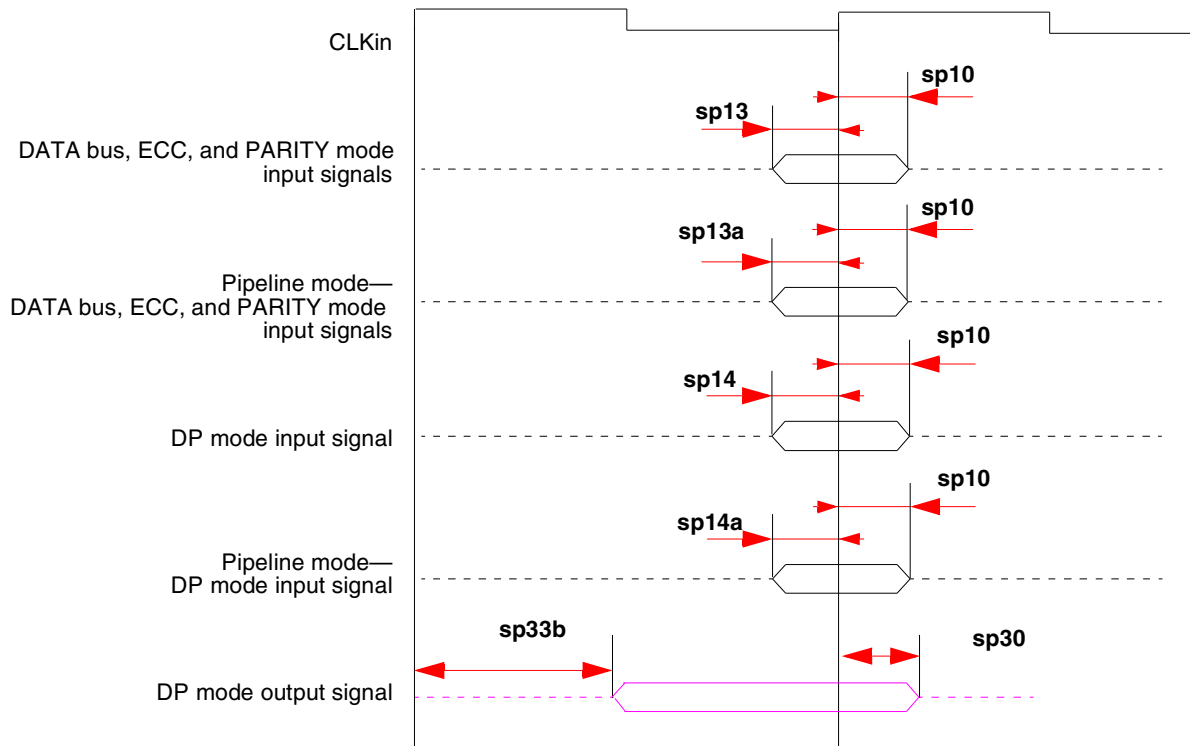 CLKin
sp10
sp13
DATA bus, ECC, and PARITY mode
input signals
sp10
sp13a
Pipeline mode—
DATA bus, ECC, and PARITY mode
input signals
sp10
sp14
DP mode input signal
sp10
sp14a
Pipeline mode—
DP mode input signal
sp33b
sp30
DP mode output signal